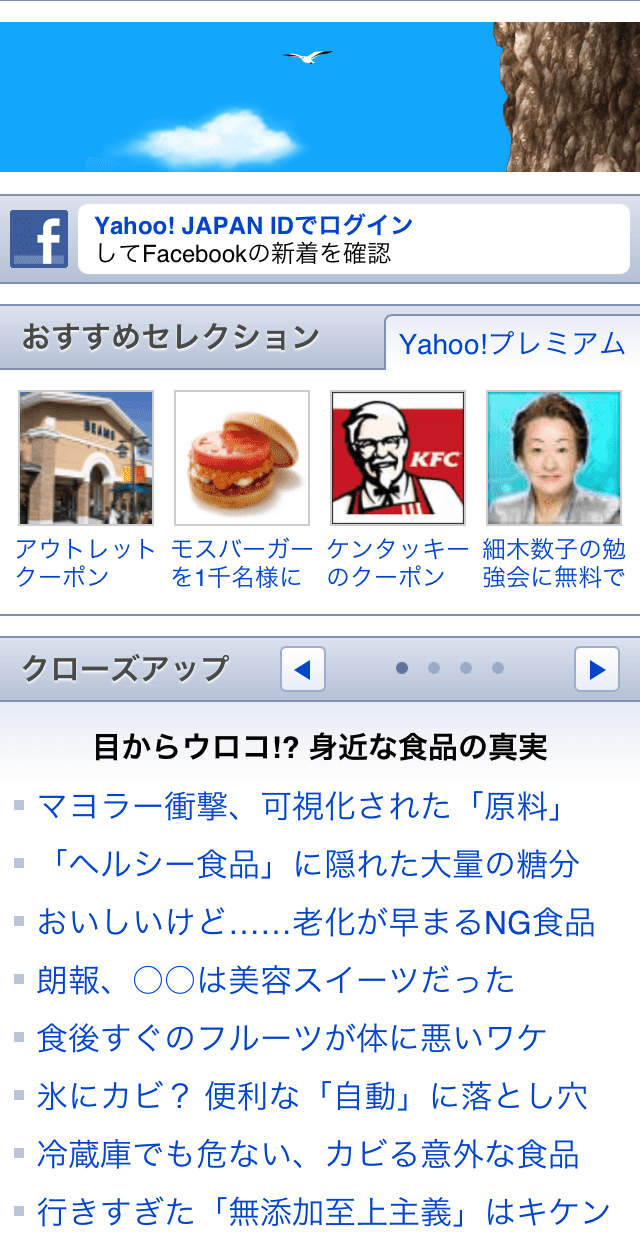 Yahoo! JAPAN IDでログイン
してFacebookの新着を確認
おすすめセレクション
Yahoo!プレミアム
BEAMS
KFC
アウトレット
クーポン
モスバーガー
を1千名様に
ケンタッキー
のクーポン
細木数子の勉
強会に無料で
クローズアップ
目からウロコ!? 身近な食品の真実
マヨラー衝撃、可視化された「原料」
「ヘルシー食品」に隠れた大量の糖分
おいしいけど……老化が早まるNG食品
朗報、○○は美容スイーツだった
食後すぐのフルーツが体に悪いワケ
氷にカビ？ 便利な「自動」に落とし穴
冷蔵庫でも危ない、カビる意外な食品
行きすぎた「無添加至上主義」はキケン